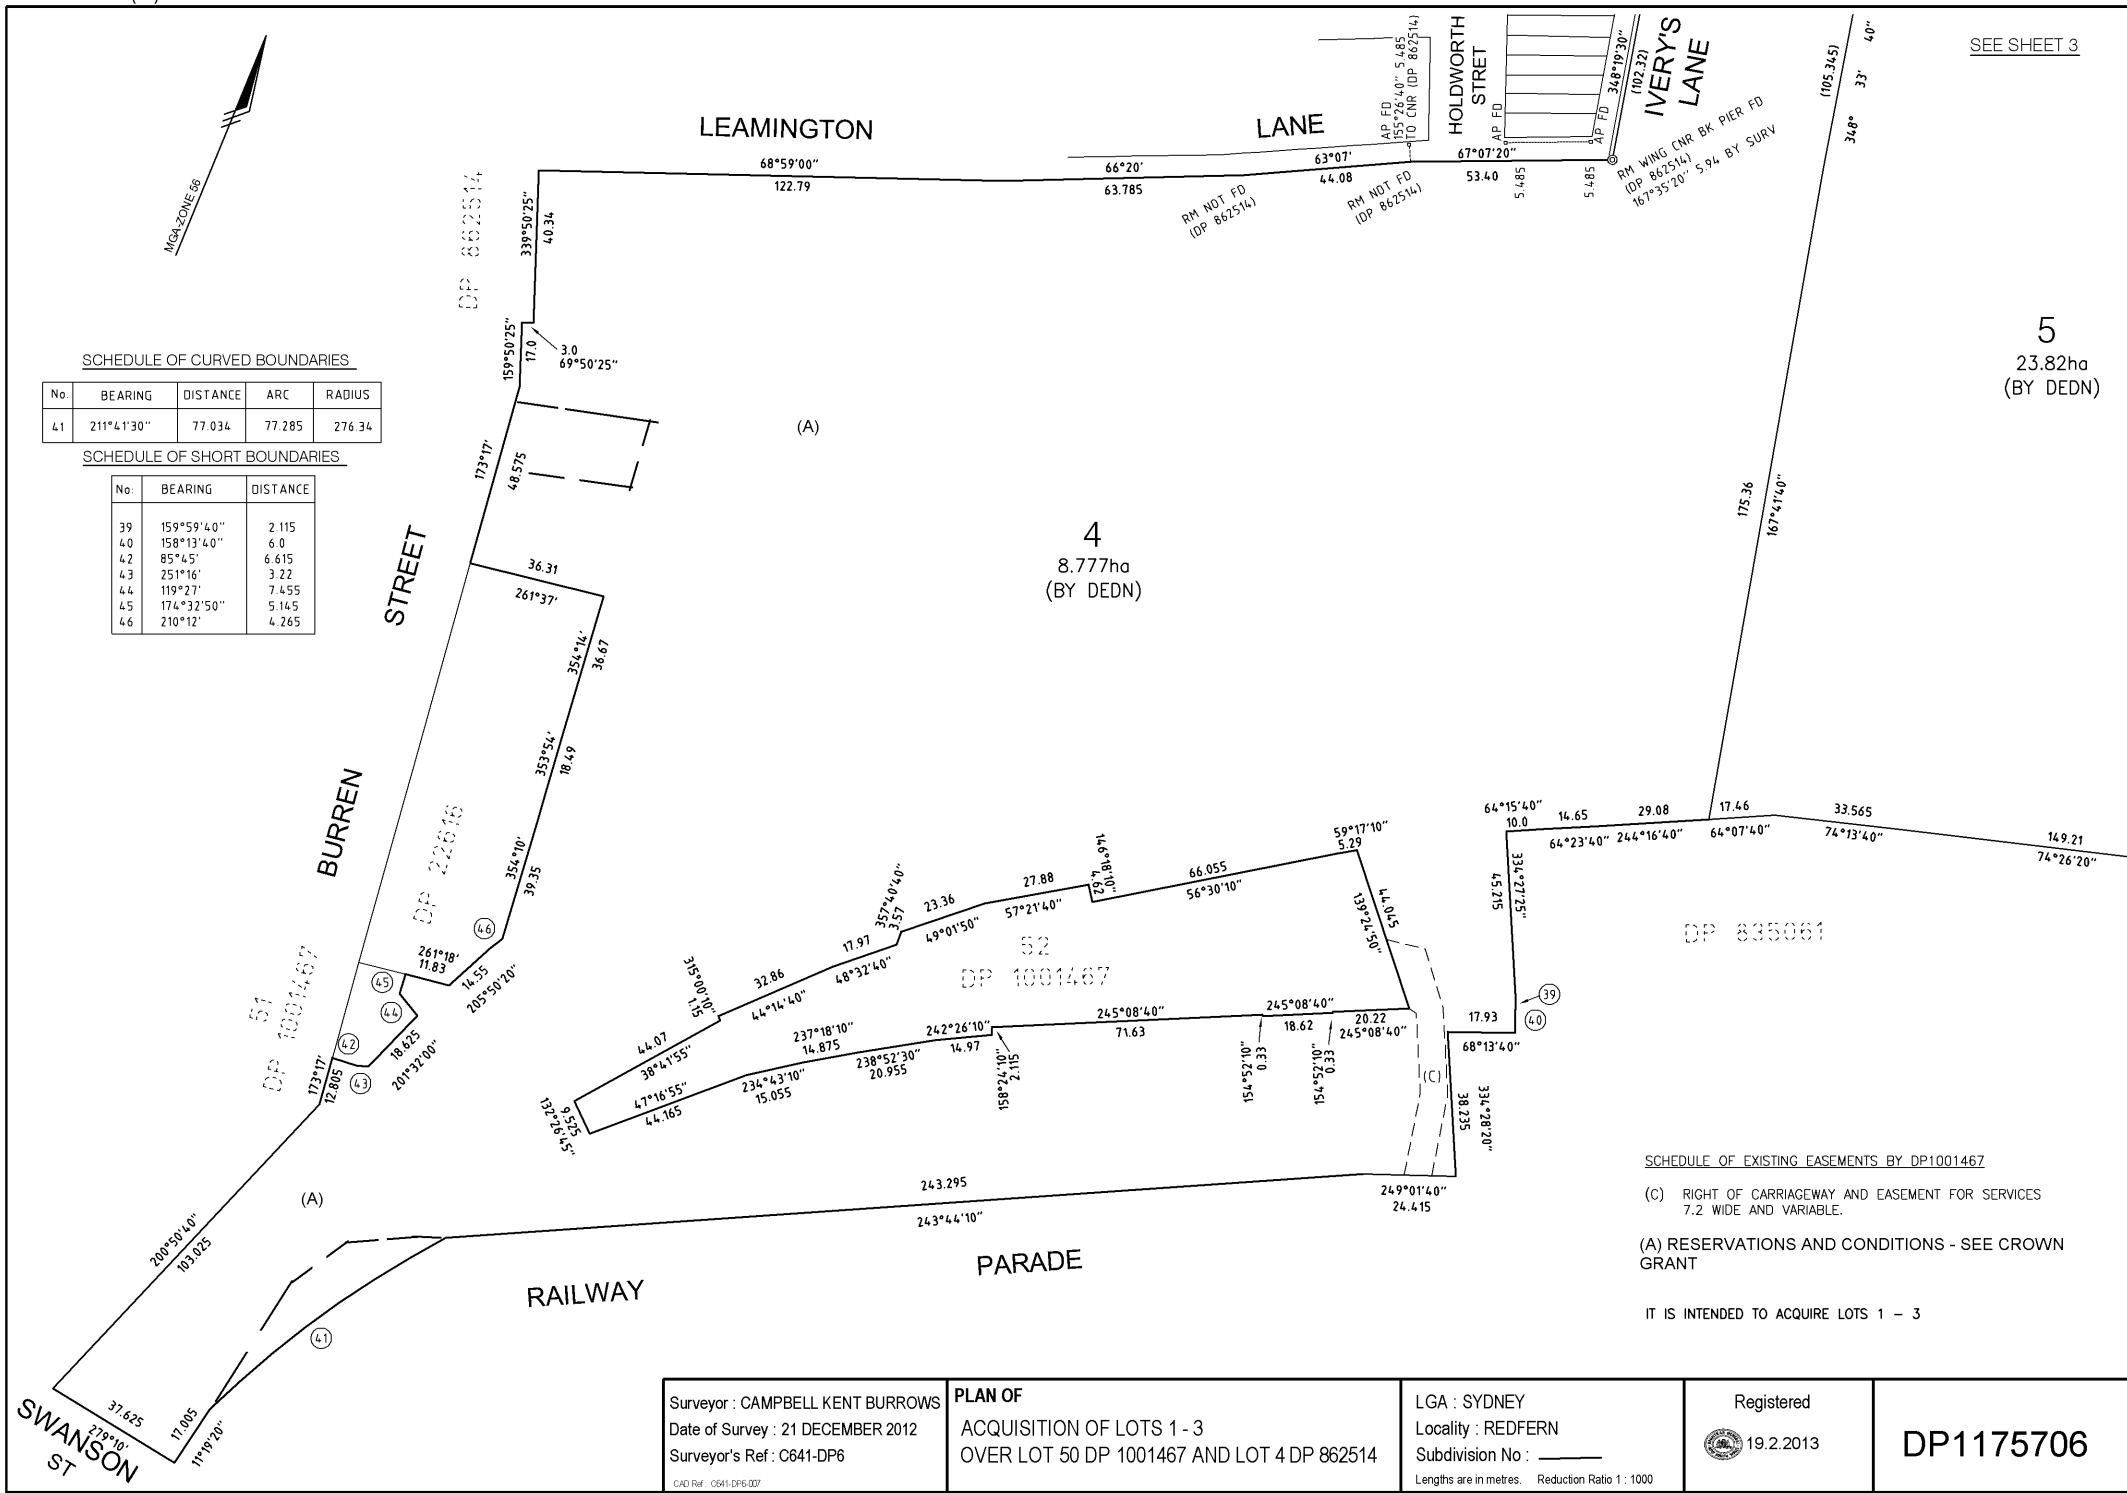 SEE SHEET 3
MGA-ZONE 56
LEAMINGTON
LANE
HOLDWORTH
STRET
IVERY'S
LANE
AP FD
155°26'40" 5.485
TO CNR (DP 862514)
AP FD
AP FD
348°19'30"
(102.32)
RM WING CNR BK PIER FD
(DP 862514)
167°35'20" 5.94 BY SURV
(105.345)
348° 33' 40"
68°59'00"
122.79
66°20'
63.785
63°07'
44.08
67°07'20"
53.40
5.485
5.485
RM NOT FD
(DP 862514)
RM NOT FD
(DP 862514)
DP 862514
339°50'25"
40.34
159°50'25"
17.0
3.0
69°50'25"
5
23.82ha
(BY DEDN)
SCHEDULE OF CURVED BOUNDARIES
No. BEARING DISTANCE ARC RADIUS
41 211°41'30" 77.034 77.285 276.34
SCHEDULE OF SHORT BOUNDARIES
No: BEARING DISTANCE
39 159°59'40" 2.115
40 158°13'40" 6.0
42 85°45' 6.615
43 251°16' 3.22
44 119°27' 7.455
45 174°32'50" 5.145
46 210°12' 4.265
(A)
173°17'
48.575
175.36
167°41'40"
4
8.777ha
(BY DEDN)
STREET
BURREN
36.31
261°37'
354°14'
36.67
353°54'
18.49
354°10'
39.35
DP 22616
46
261°18'
11.83
14.55
205°50'20"
45
44
18.625
201°32'00"
42
43
51
DP 1001467
173°17'
12.805
64°15'40"
10.0
14.65
64°23'40"
29.08
244°16'40"
17.46
64°07'40"
33.565
74°13'40"
149.21
74°26'20"
334°27'25"
45.215
DP 835061
59°17'10"
5.29
66.055
56°30'10"
146°18'10"
4.62
27.88
57°21'40"
23.36
49°01'50"
357°40'40"
3.57
17.97
48°32'40"
32.86
44°14'40"
315°00'10"
1.15
44.07
38°41'55"
9.525
132°26'45"
47°16'55"
44.165
234°43'10"
15.055
237°18'10"
14.875
238°52'30"
20.955
242°26'10"
14.97
158°24'10"
2.115
52
DP 1001467
245°08'40"
71.63
154°52'10"
0.33
245°08'40"
18.62
154°52'10"
0.33
20.22
245°08'40"
44.045
139°24'50"
39
40
17.93
68°13'40"
(C)
38.235
334°28'20"
249°01'40"
24.415
243.295
243°44'10"
(A)
200°50'40"
103.025
41
RAILWAY
PARADE
37.625
279°10'
17.005
11°19'20"
SWANSON
ST
SCHEDULE OF EXISTING EASEMENTS BY DP1001467
(C) RIGHT OF CARRIAGEWAY AND EASEMENT FOR SERVICES
7.2 WIDE AND VARIABLE.
(A) RESERVATIONS AND CONDITIONS - SEE CROWN
GRANT
IT IS INTENDED TO ACQUIRE LOTS 1 - 3
Surveyor : CAMPBELL KENT BURROWS
Date of Survey : 21 DECEMBER 2012
Surveyor's Ref : C641-DP6
CAD Ref : C641-DP6-007
PLAN OF
ACQUISITION OF LOTS 1 - 3
OVER LOT 50 DP 1001467 AND LOT 4 DP 862514
LGA : SYDNEY
Locality : REDFERN
Subdivision No :
Lengths are in metres. Reduction Ratio 1 : 1000
Registered
19.2.2013
DP1175706